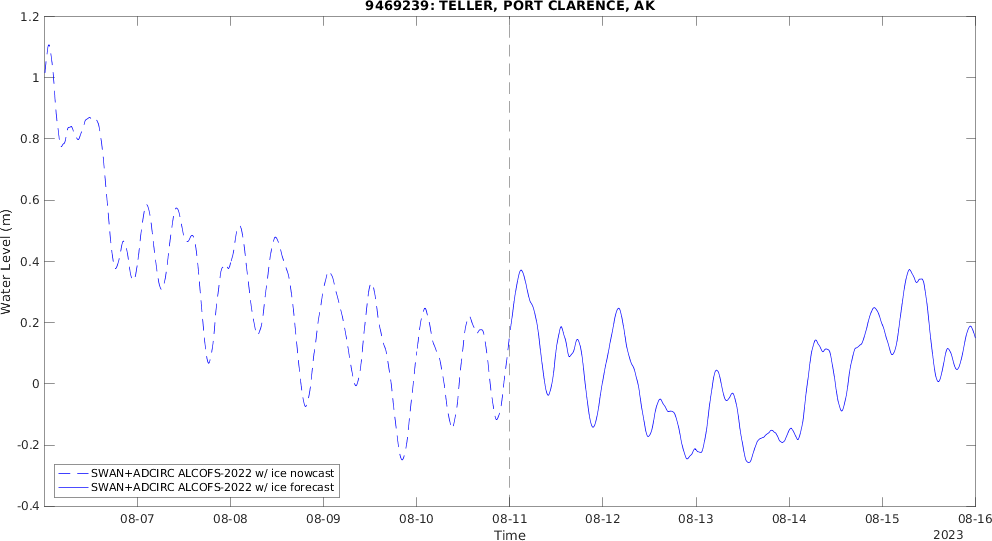 9469239: TELLER, PORT CLARENCE, AK
1.2
1
0.8
0.6
0.4
0.2
0
-0.2
-0.4
Water Level (m)
SWAN+ADCIRC ALCOFS-2022 w/ ice nowcast
SWAN+ADCIRC ALCOFS-2022 w/ ice forecast
08-07 08-08 08-09 08-10 08-11 08-12 08-13 08-14 08-15 08-16
Time
2023